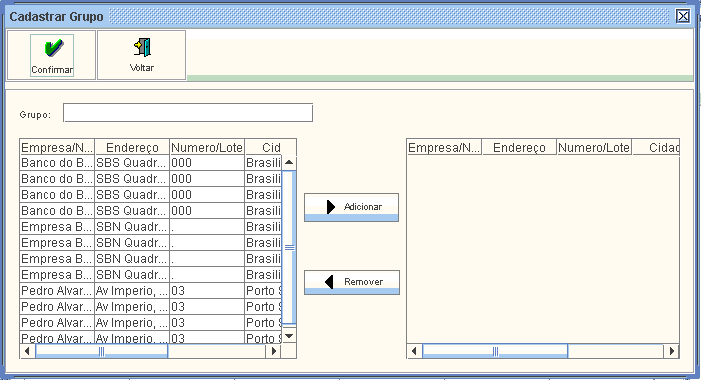 Cadastrar Grupo
Confirmar Voltar
Grupo:
Empresa/N... Endereço Numero/Lote Cid
Banco do B... SBS Quadr... 000 Brasili
Banco do B... SBS Quadr... 000 Brasili
Banco do B... SBS Quadr... 000 Brasili
Banco do B... SBS Quadr... 000 Brasili
Empresa B... SBN Quadr... . Brasili
Empresa B... SBN Quadr... . Brasili
Empresa B... SBN Quadr... . Brasili
Empresa B... SBN Quadr... . Brasili
Pedro Alvar... Av Imperio, ... 03 Porto S
Pedro Alvar... Av Imperio, ... 03 Porto S
Pedro Alvar... Av Imperio, ... 03 Porto S
Pedro Alvar... Av Imperio, ... 03 Porto S
Adicionar
Remover
Empresa/N... Endereço Numero/Lote Cidad